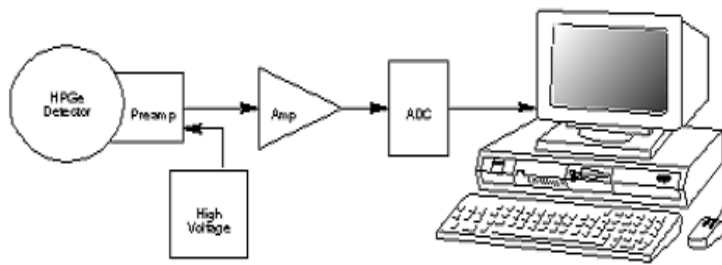 HPGe
Detector
Preamp
Amp
ADC
High
Voltage